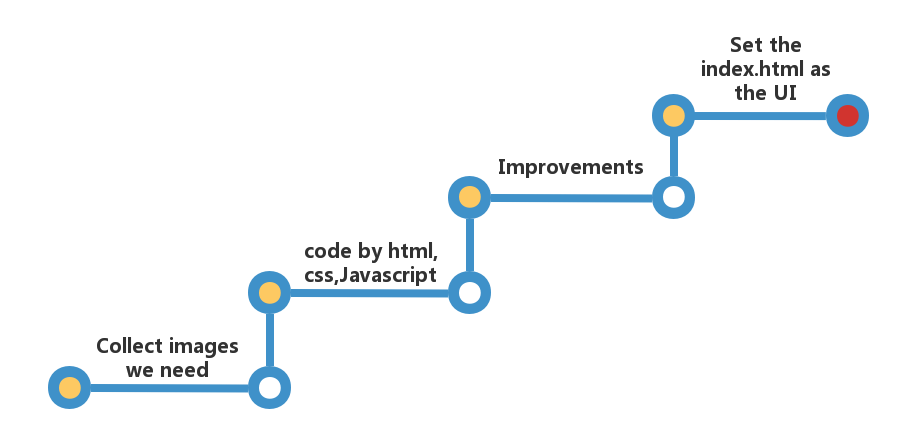 Set the
index.html as
the UI
Improvements
code by html,
css,Javascript
Collect images
we need